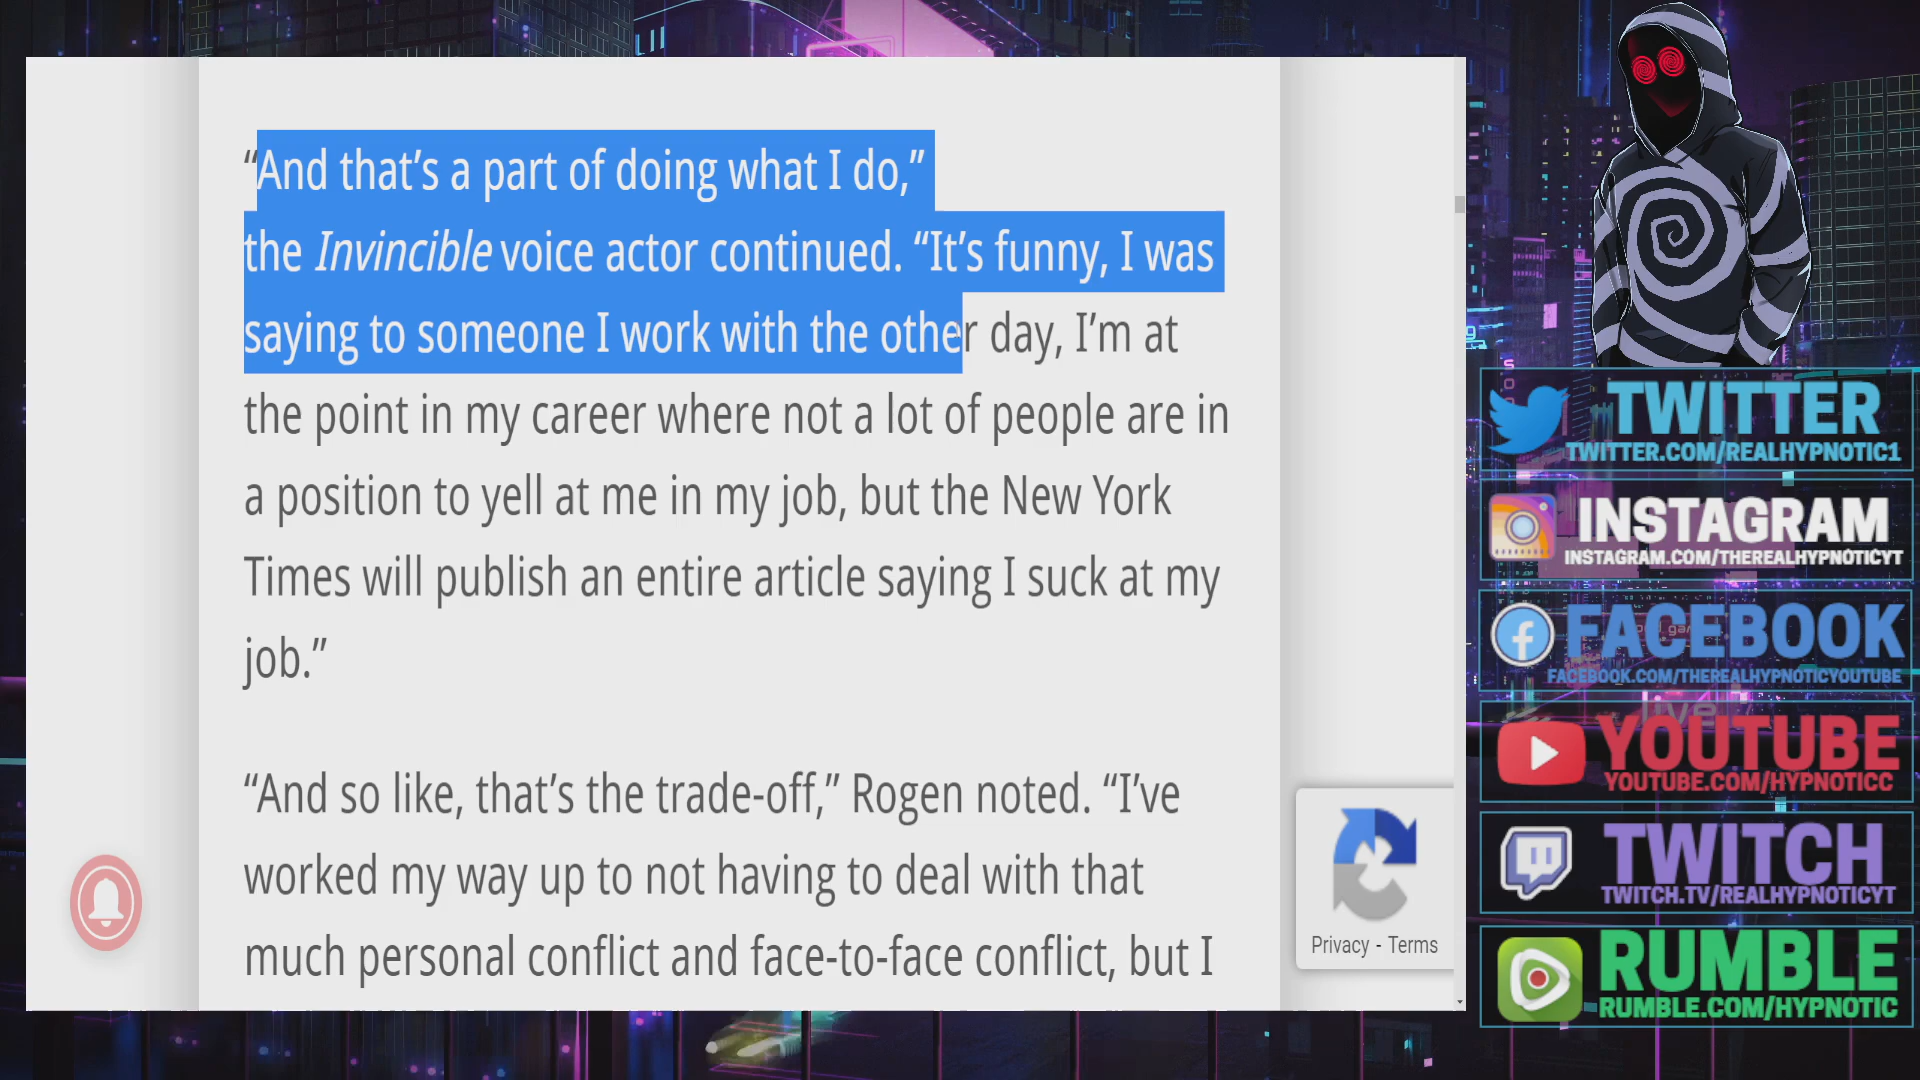 “And that’s a part of doing what I do,”
the Invincible voice actor continued. “It’s funny, I was
saying to someone I work with the other day, I’m at
the point in my career where not a lot of people are in
a position to yell at me in my job, but the New York
Times will publish an entire article saying I suck at my
job.”
“And so like, that’s the trade-off,” Rogen noted. “I’ve
worked my way up to not having to deal with that
much personal conflict and face-to-face conflict, but I
Privacy - Terms
TWITTER
TWITTER.COM/REALHYPNOTIC1
INSTAGRAM
INSTAGRAM.COM/THEREALHYPNOTICYT
FACEBOOK
FACEBOOK.COM/THEREALHYPNOTICYOUTUBE
live
YOUTUBE
YOUTUBE.COM/HYPNOTICC
TWITCH
TWITCH.TV/REALHYPNOTICYT
RUMBLE
RUMBLE.COM/HYPNOTIC